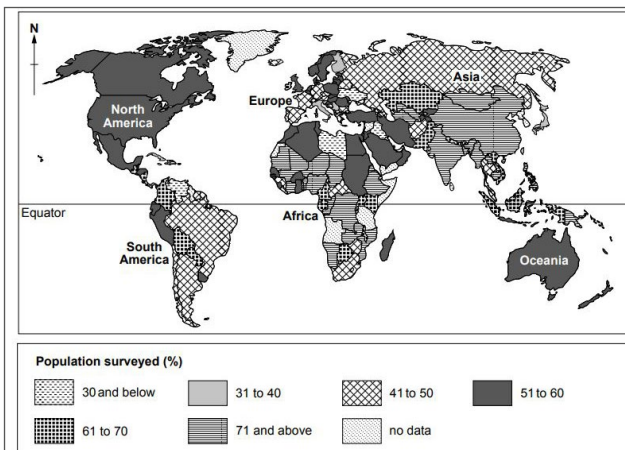 N
Asia
North
America
Europe
Equator
Africa
South
America
Oceania
Population surveyed (%)
30 and below
31 to 40
41 to 50
51 to 60
61 to 70
71 and above
no data